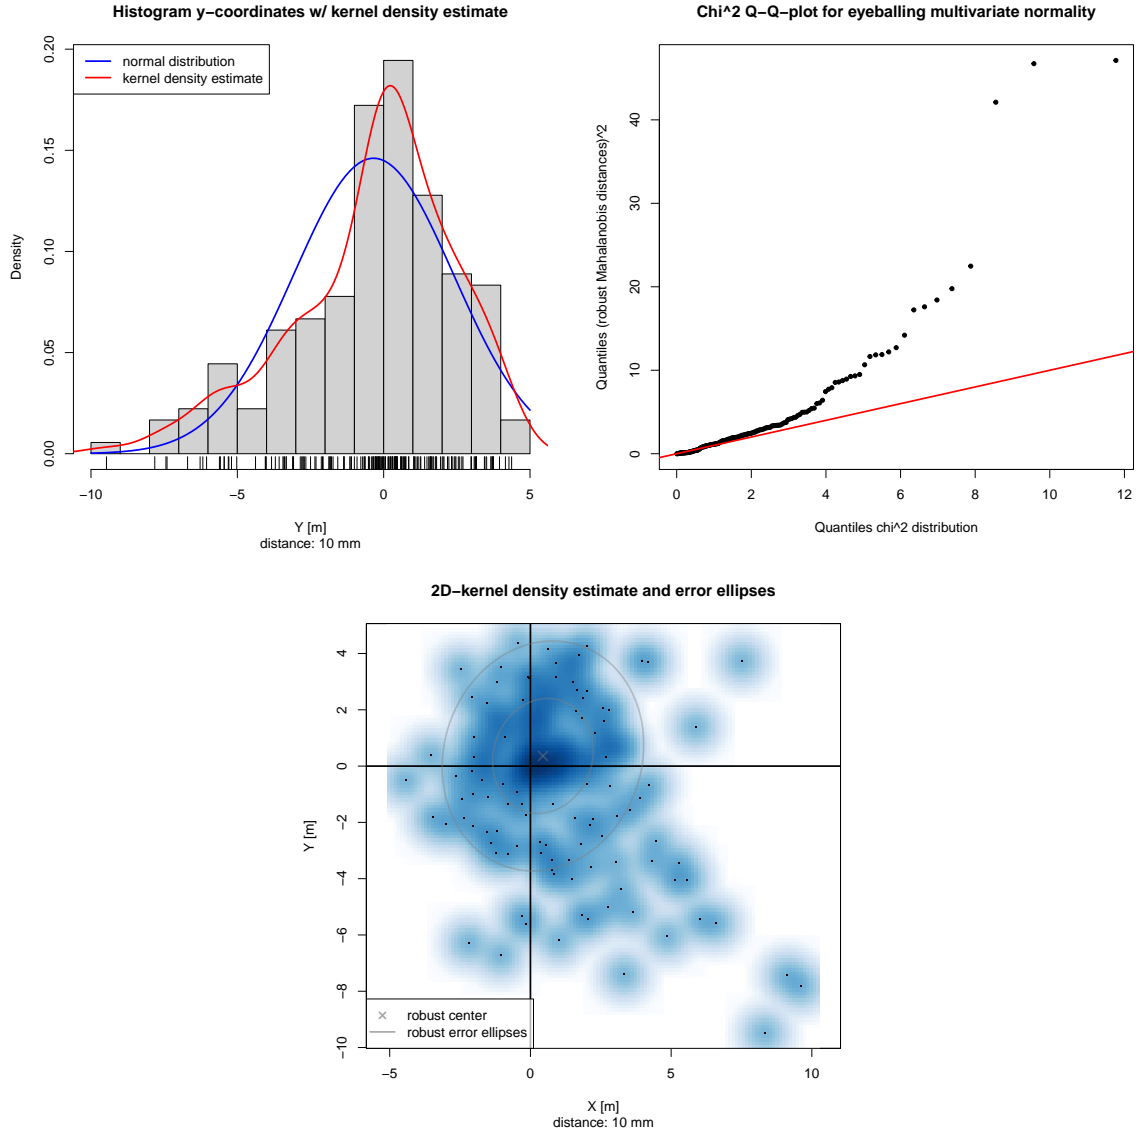 Histogram y−coordinates w/ kernel density estimate
normal distribution
kernel density estimate
Density
0.00
0.05
0.10
0.15
0.20
−10
−5
0
5
Y [m]
distance: 10 mm
Chi^2 Q−Q−plot for eyeballing multivariate normality
Quantiles (robust Mahalanobis distances)^2
0
10
20
30
40
0
2
4
6
8
10
12
Quantiles chi^2 distribution
2D−kernel density estimate and error ellipses
Y [m]
−10
−8
−6
−4
−2
0
2
4
robust center
robust error ellipses
−5
0
5
10
X [m]
distance: 10 mm